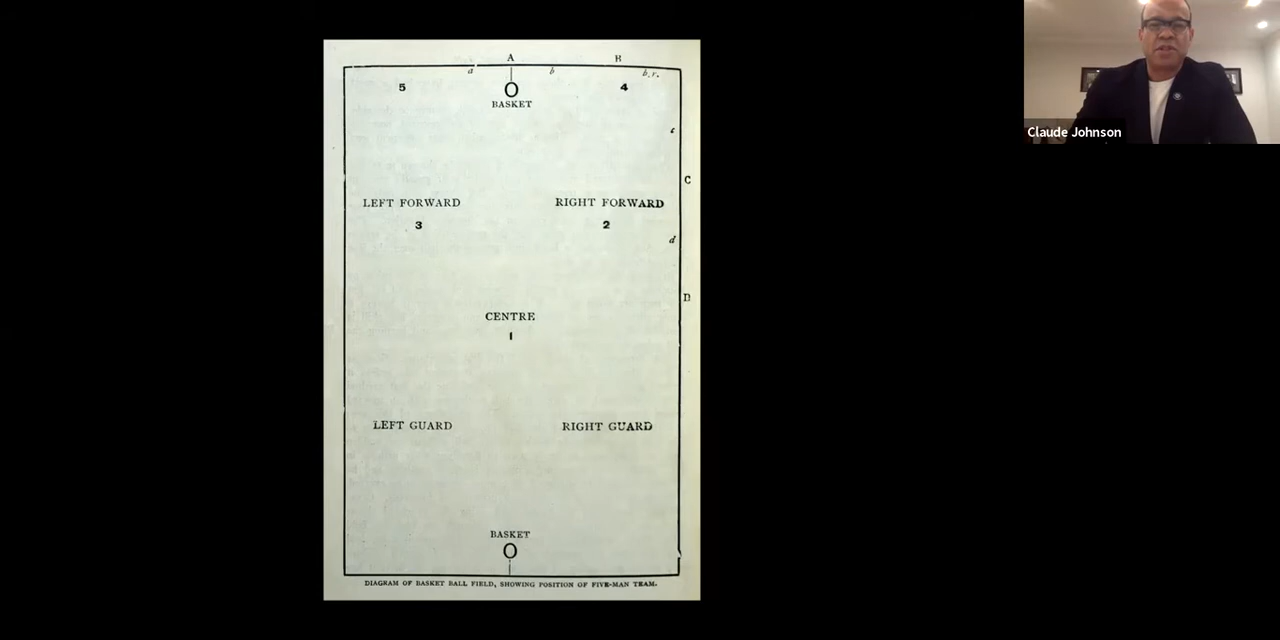 A B
a b b, r.
5 4
BASKET
c
C
LEFT FORWARD RIGHT FORWARD
3 2
d
D
CENTRE
1
LEFT GUARD RIGHT GUARD
BASKET
DIAGRAM OF BASKET BALL FIELD, SHOWING POSITION OF FIVE-MAN TEAM.
Claude Johnson